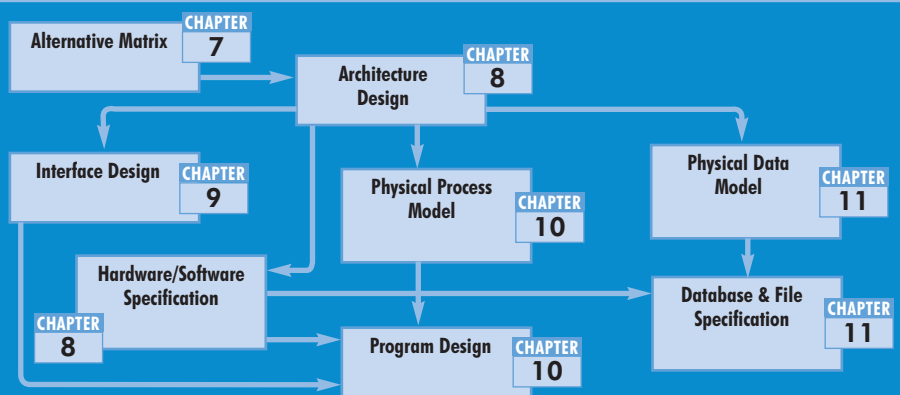 Alternative Matrix
CHAPTER
7
Architecture
Design
CHAPTER
8
Interface Design
CHAPTER
9
Physical Process
Model
CHAPTER
10
Physical Data
Model
CHAPTER
11
Hardware/Software
Specification
CHAPTER
8
Database & File
Specification
CHAPTER
11
Program Design
CHAPTER
10